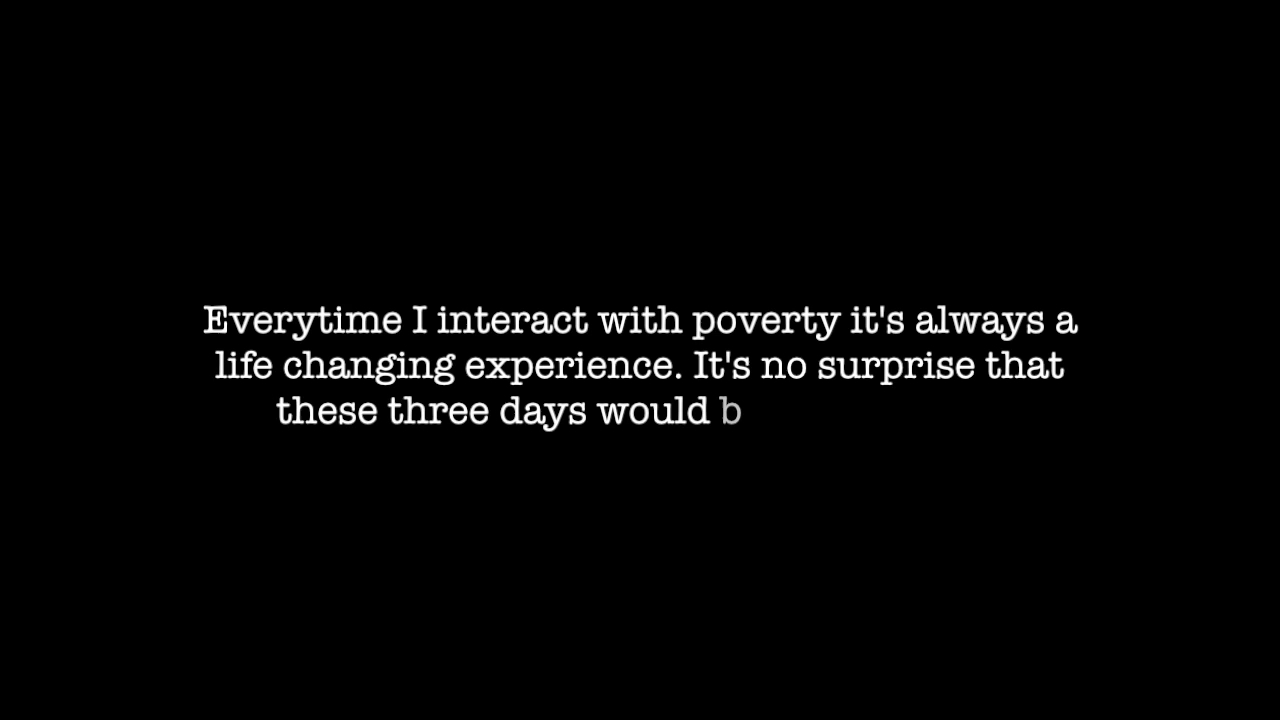 Everytime I interact with poverty it's always a
life changing experience. It's no surprise that
these three days would b